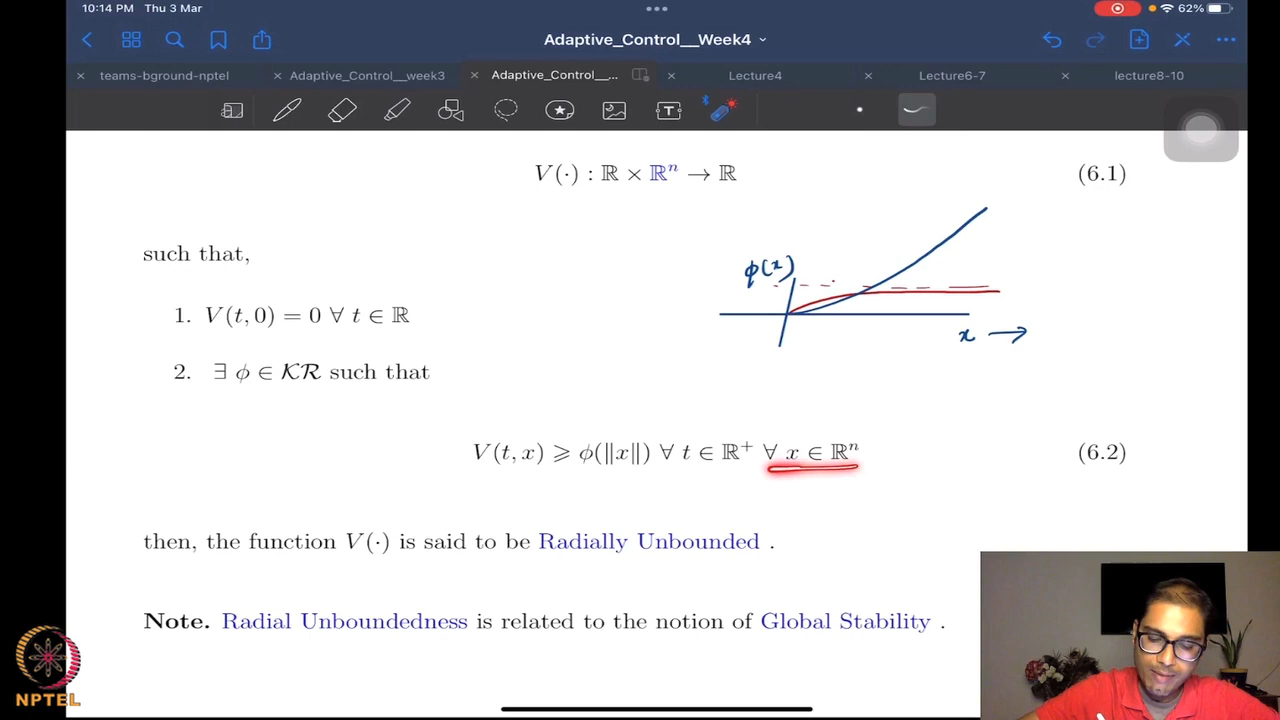 10:14 PM Thu 3 Mar
62%
Adaptive_Control__Week4
teams-bground-nptel
Adaptive_Control__week3
Adaptive_Control__...
Lecture4
Lecture6-7
lecture8-10
V(·) : ℝ × ℝⁿ → ℝ (6.1)
such that,
ϕ(x)
1. V(t, 0) = 0 ∀ t ∈ ℝ
x →
2. ∃ ϕ ∈ 𝒦ℛ such that
V(t, x) ⩾ ϕ(‖x‖) ∀ t ∈ ℝ⁺ ∀ x ∈ ℝⁿ (6.2)
then, the function V(·) is said to be Radially Unbounded .
Note. Radial Unboundedness is related to the notion of Global Stability .
NPTEL